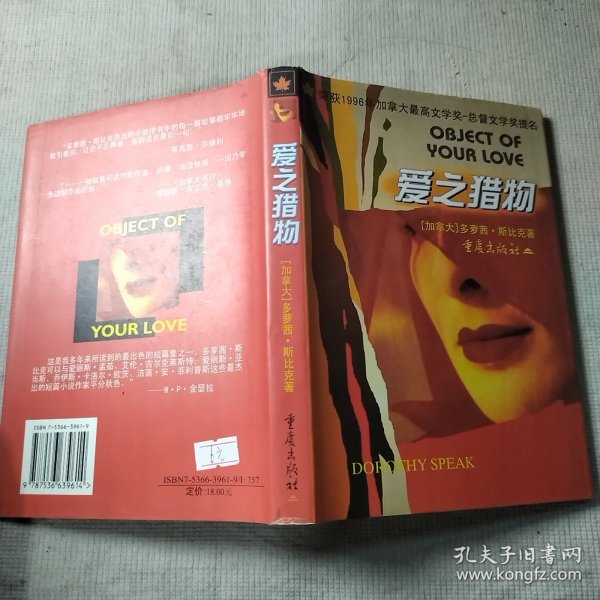 荣获1996年加拿大最高文学奖-总督文学奖提名
OBJECT OF
YOUR LOVE
爱之猎物
[加拿大]多萝茜·斯比克著
重庆出版社
DOROTHY SPEAK
爱之猎物
[加拿大]多萝茜·斯比克著
重庆出版社
OBJECT OF
YOUR LOVE
这是我多年来所读到的最出色的短篇集之一。多萝茜·斯
比克可以与爱丽斯·孟茹、艾伦·吉尔克莱斯特、爱丽斯·亚
当斯、乔伊斯·卡洛尔·欧茨、洁茵·安·菲利普斯这些最杰
出的短篇小说作家平分秋色。
——W·P·金瑟拉
ISBN 7-5366-3961-9
9 787536 639614 >
ISBN7-5366-3961-9/I·757
定价:18.00元
孔夫子旧书网
www.kongfz.com